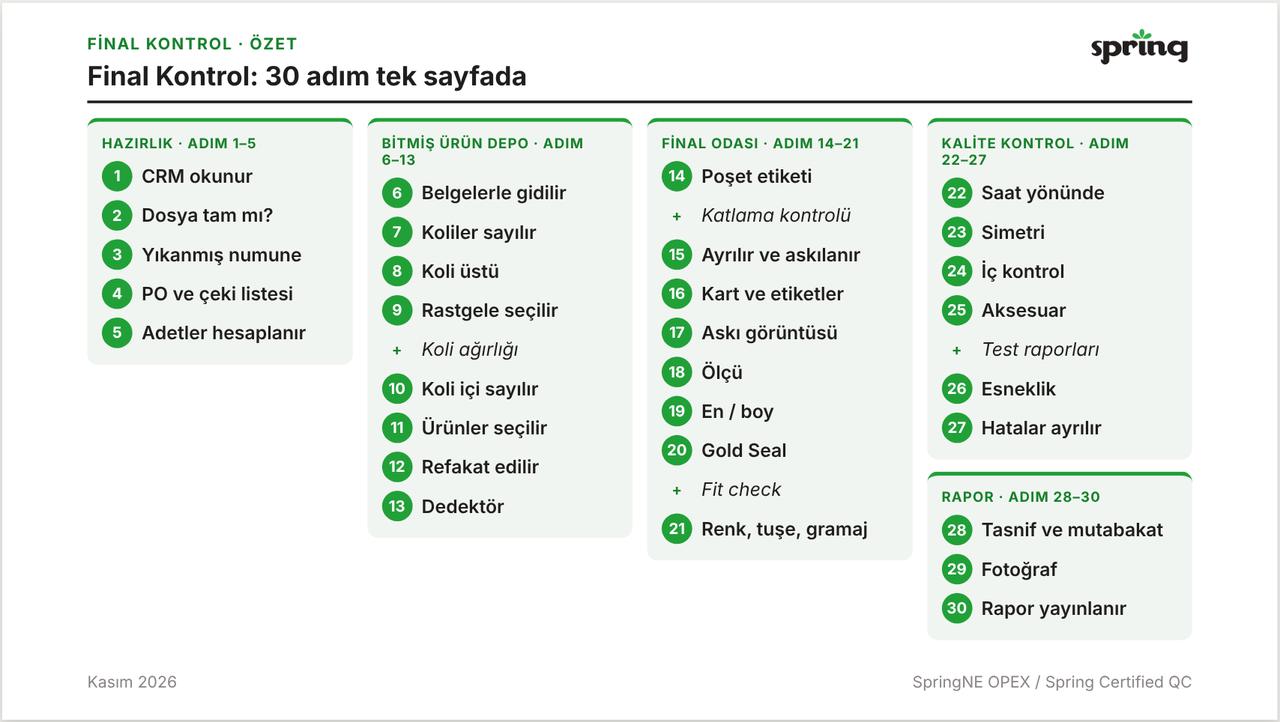 FİNAL KONTROL · ÖZET
spring
Final Kontrol: 30 adım tek sayfada
HAZIRLIK · ADIM 1–5
1 CRM okunur
2 Dosya tam mı?
3 Yıkanmış numune
4 PO ve çeki listesi
5 Adetler hesaplanır
BİTMİŞ ÜRÜN DEPO · ADIM
6–13
6 Belgelerle gidilir
7 Koliler sayılır
8 Koli üstü
9 Rastgele seçilir
+ Koli ağırlığı
10 Koli içi sayılır
11 Ürünler seçilir
12 Refakat edilir
13 Dedektör
FİNAL ODASI · ADIM 14–21
14 Poşet etiketi
+ Katlama kontrolü
15 Ayrılır ve askılanır
16 Kart ve etiketler
17 Askı görüntüsü
18 Ölçü
19 En / boy
20 Gold Seal
+ Fit check
21 Renk, tuşe, gramaj
KALİTE KONTROL · ADIM
22–27
22 Saat yönünde
23 Simetri
24 İç kontrol
25 Aksesuar
+ Test raporları
26 Esneklik
27 Hatalar ayrılır
RAPOR · ADIM 28–30
28 Tasnif ve mutabakat
29 Fotoğraf
30 Rapor yayınlanır
Kasım 2026
SpringNE OPEX / Spring Certified QC